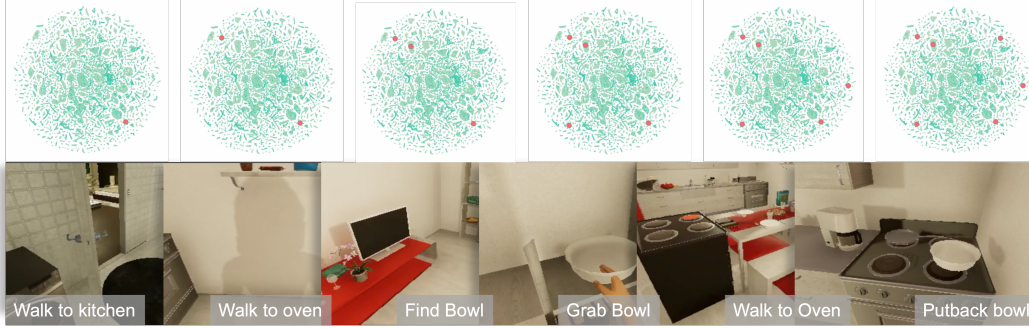 Walk to kitchen
Walk to oven
Find Bowl
Grab Bowl
Walk to Oven
Putback bowl